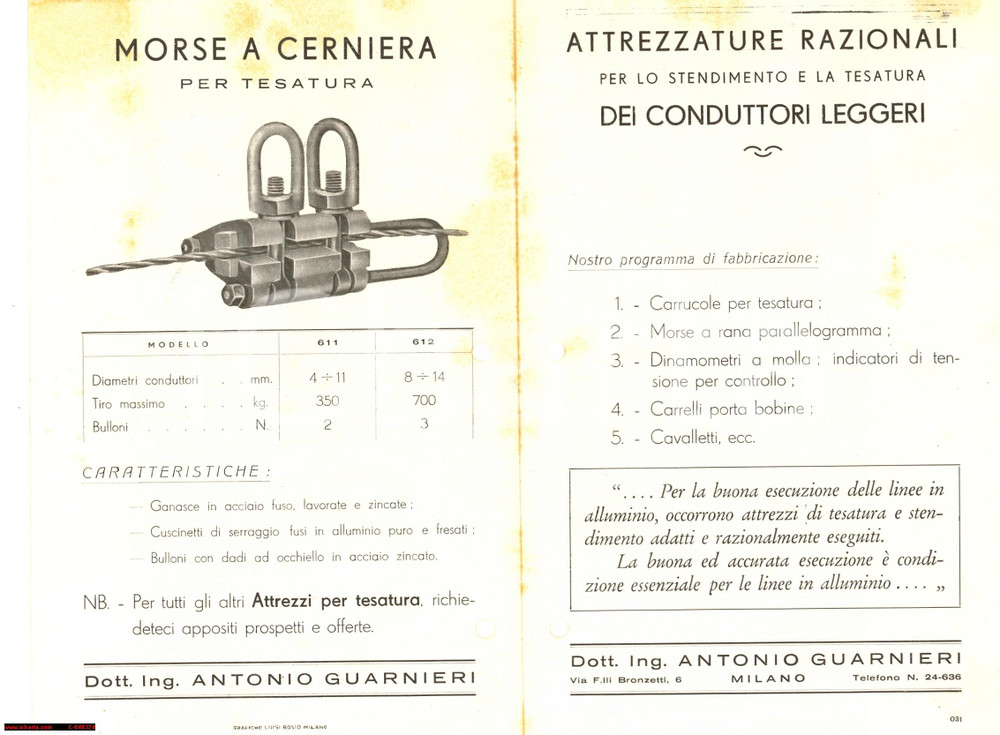 MORSE A CERNIERA
PER TESATURA
MODELLO 611 612
Diametri conduttori . . mm. 4 ÷ 11 8 ÷ 14
Tiro massimo . . . . kg. 350 700
Bulloni . . . . . . N. 2 3
CARATTERISTICHE :
— Ganasce in acciaio fuso, lavorate e zincate ;
— Cuscinetti di serraggio fusi in alluminio puro e fresati ;
— Bulloni con dadi ad occhiello in acciaio zincato.
NB. - Per tutti gli altri Attrezzi per tesatura, richie-
deteci appositi prospetti e offerte.
Dott. Ing. ANTONIO GUARNIERI
GRAFICHE LUIGI ROSIO MILANO
ATTREZZATURE RAZIONALI
PER LO STENDIMENTO E LA TESATURA
DEI CONDUTTORI LEGGERI
Nostro programma di fabbricazione :
1. - Carrucole per tesatura ;
2. - Morse a rana parallelogramma ;
3. - Dinamometri a molla ; indicatori di ten-
sione per controllo ;
4. - Carrelli porta bobine ;
5. - Cavalletti, ecc.
“ . . . . Per la buona esecuzione delle linee in
alluminio, occorrono attrezzi di tesatura e sten-
dimento adatti e razionalmente eseguiti.
La buona ed accurata esecuzione è condi-
zione essenziale per le linee in alluminio . . . . „
Dott. Ing. ANTONIO GUARNIERI
Via F.lli Bronzetti, 6 MILANO Telefono N. 24-636
031